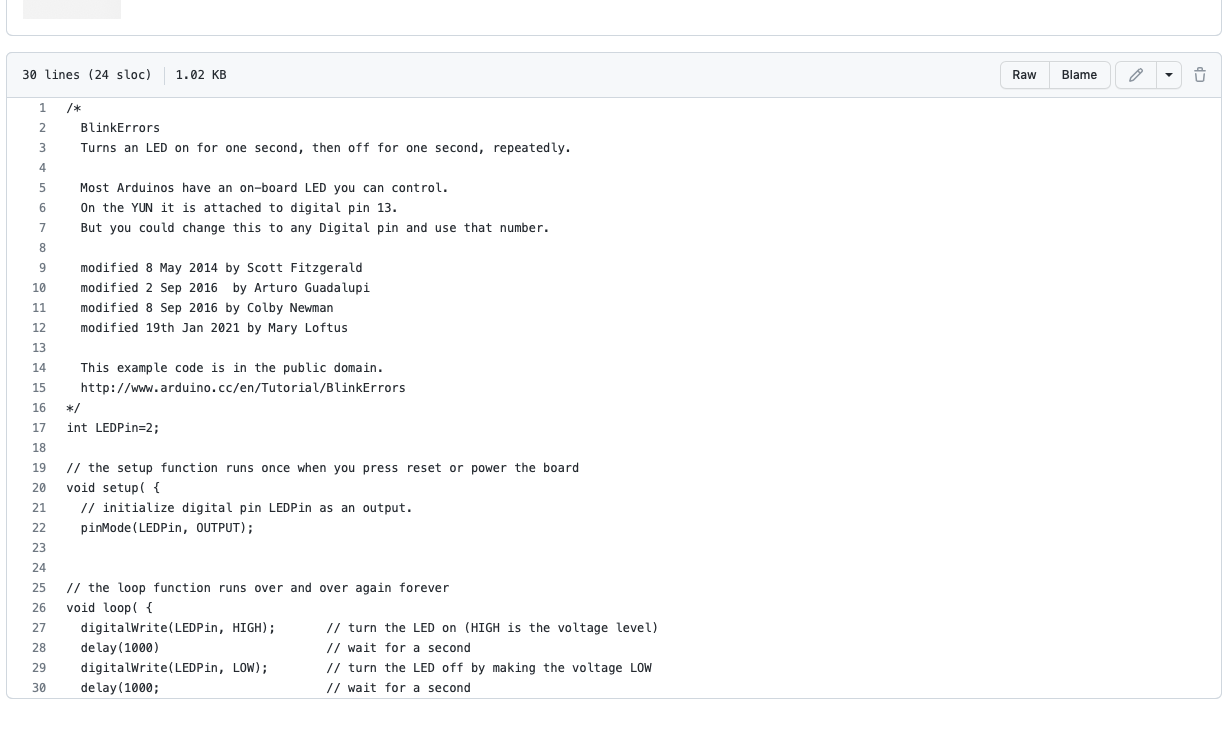 30 lines (24 sloc) 1.02 KB Raw Blame
1 /*
2 BlinkErrors
3 Turns an LED on for one second, then off for one second, repeatedly.
4
5 Most Arduinos have an on-board LED you can control.
6 On the YUN it is attached to digital pin 13.
7 But you could change this to any Digital pin and use that number.
8
9 modified 8 May 2014 by Scott Fitzgerald
10 modified 2 Sep 2016  by Arturo Guadalupi
11 modified 8 Sep 2016 by Colby Newman
12 modified 19th Jan 2021 by Mary Loftus
13
14 This example code is in the public domain.
15 http://www.arduino.cc/en/Tutorial/BlinkErrors
16 */
17 int LEDPin=2;
18
19 // the setup function runs once when you press reset or power the board
20 void setup( {
21   // initialize digital pin LEDPin as an output.
22   pinMode(LEDPin, OUTPUT);
23
24
25 // the loop function runs over and over again forever
26 void loop( {
27   digitalWrite(LEDPin, HIGH);       // turn the LED on (HIGH is the voltage level)
28   delay(1000)                       // wait for a second
29   digitalWrite(LEDPin, LOW);        // turn the LED off by making the voltage LOW
30   delay(1000;                       // wait for a second